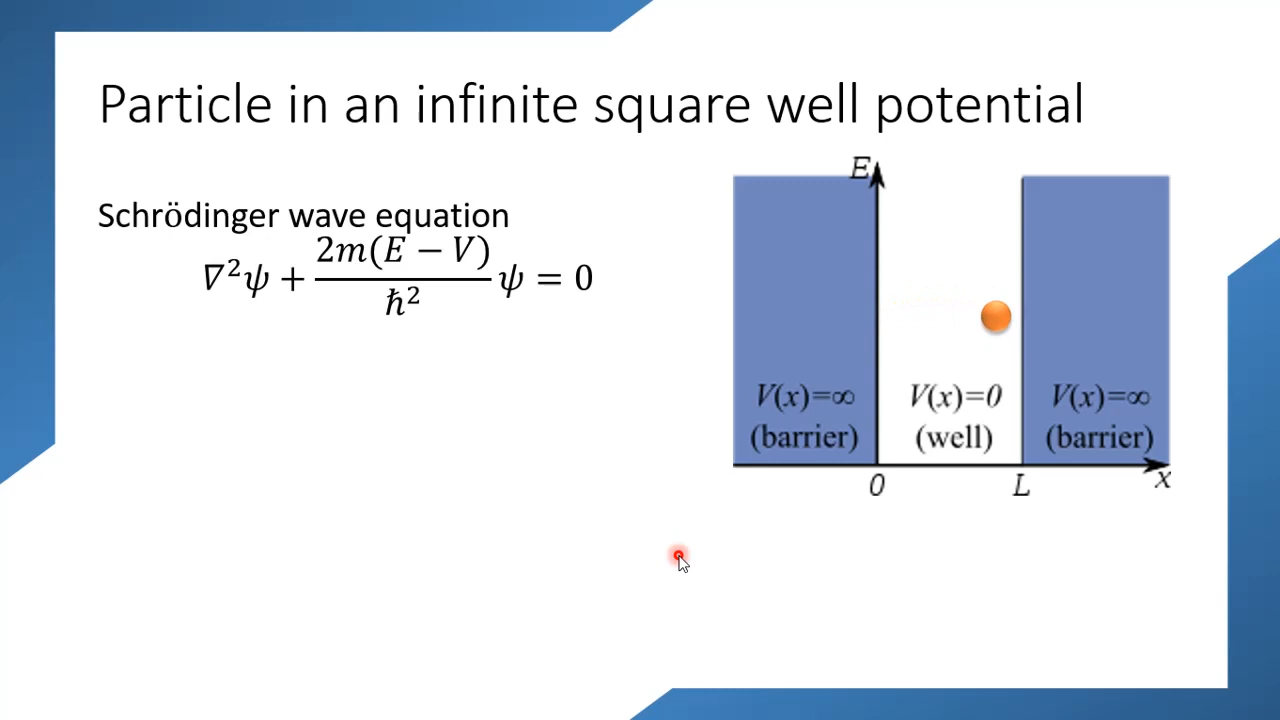 Particle in an infinite square well potential
Schrödinger wave equation
∇²ψ + 2m(E − V)/ℏ² ψ = 0
E
V(x)=∞
(barrier)
V(x)=0
(well)
V(x)=∞
(barrier)
0
L
x